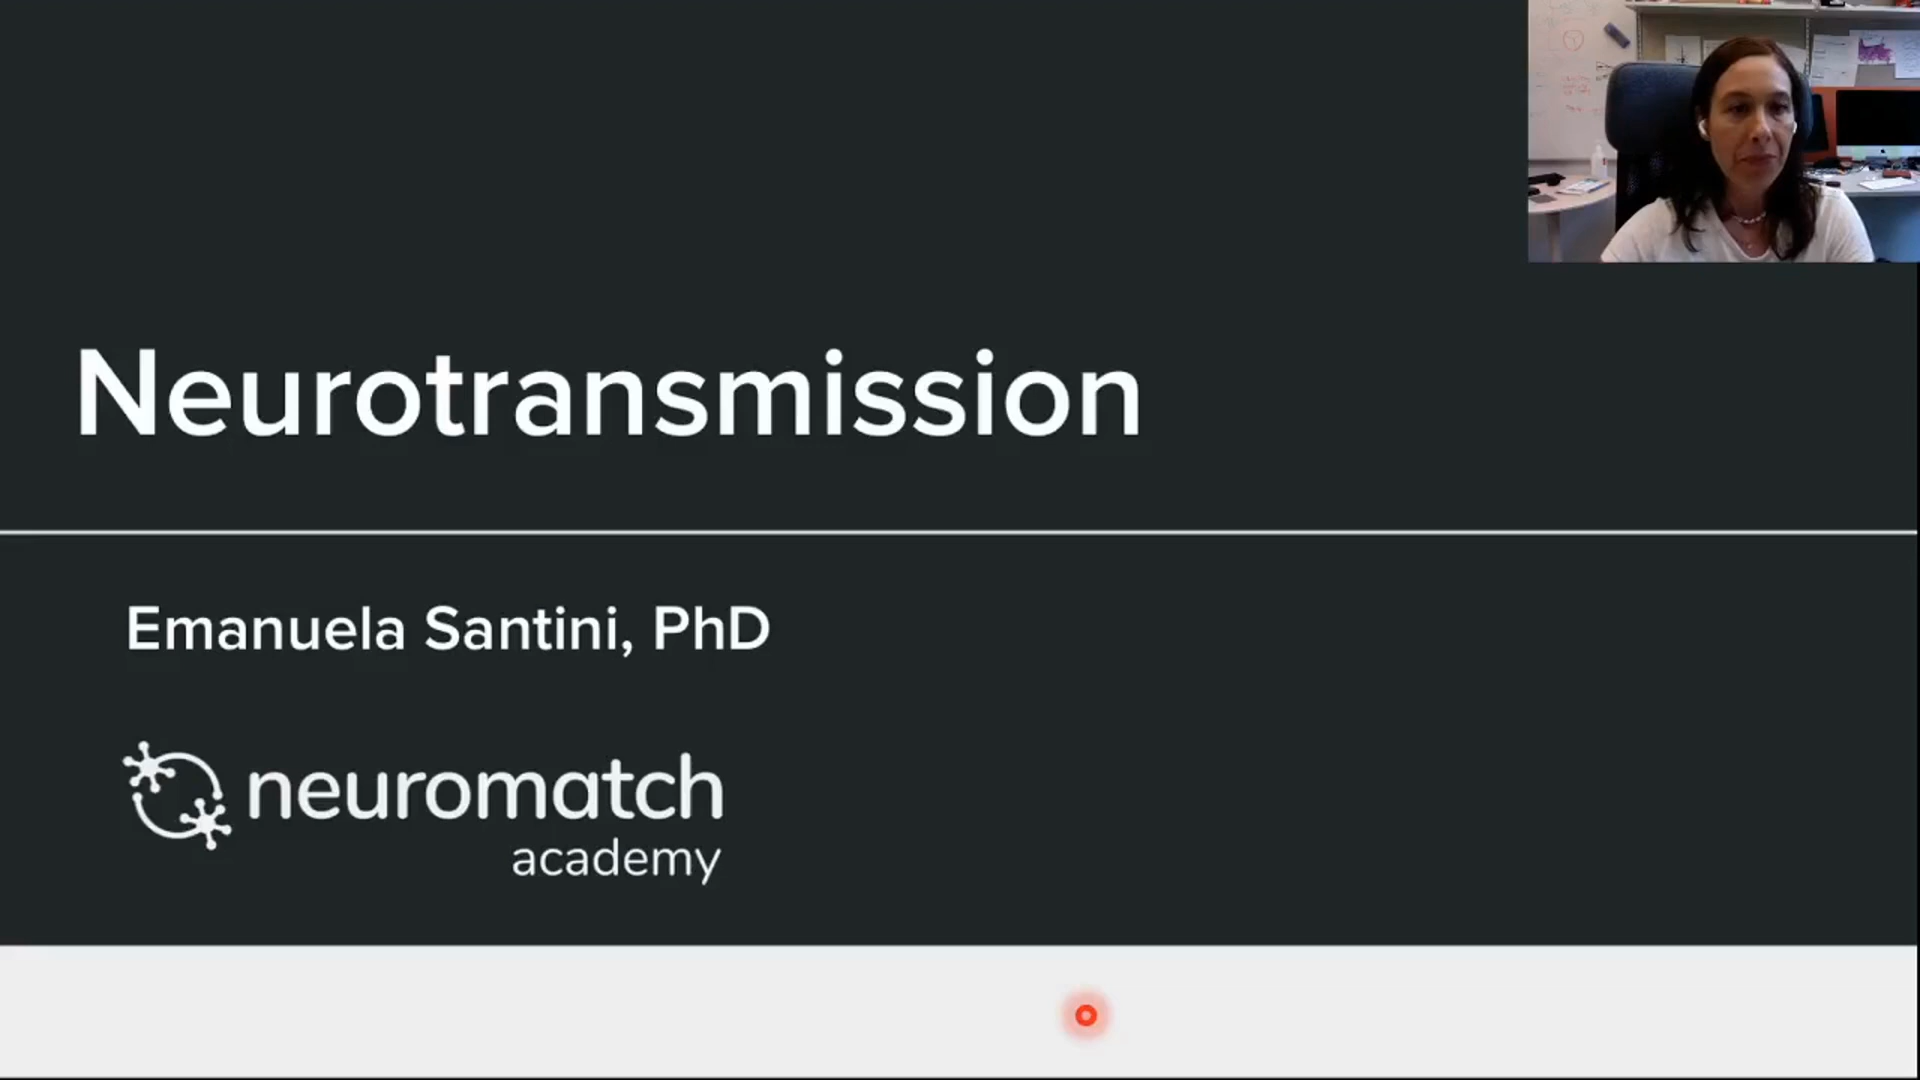 Neurotransmission
Emanuela Santini, PhD
neuromatch
academy